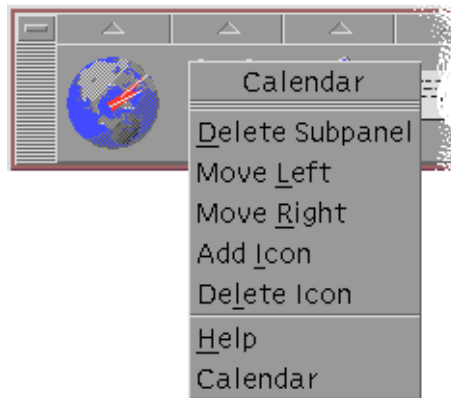 Calendar
Delete Subpanel
Move Left
Move Right
Add Icon
Delete Icon
Help
Calendar